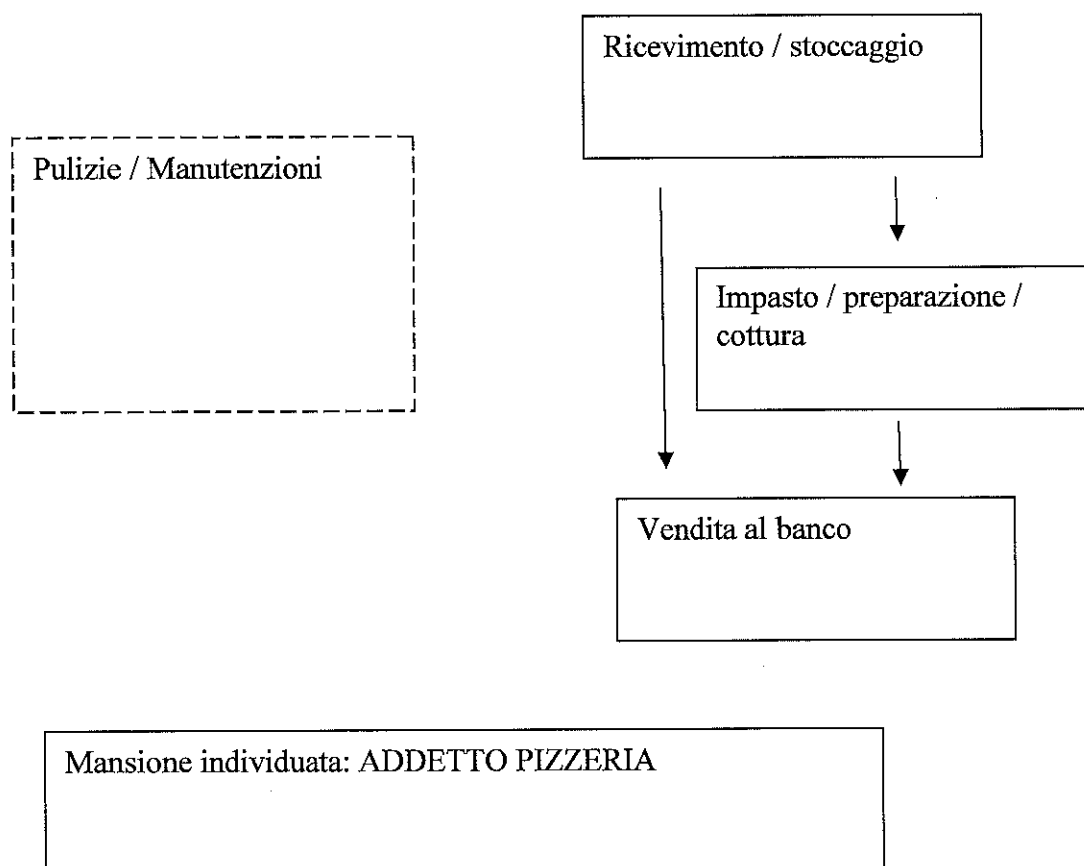 Ricevimento / stoccaggio
Pulizie / Manutenzioni
Impasto / preparazione /
cottura
Vendita al banco
Mansione individuata: ADDETTO PIZZERIA